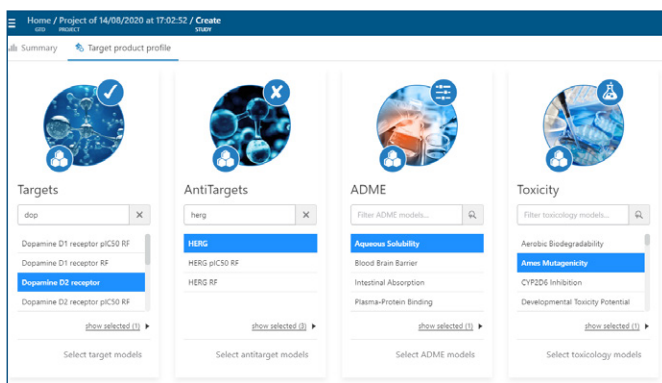 Home / Project of 14/08/2020 at 17:02:52 / Create
GTD PROJECT STUDY
Summary Target product profile
Targets
dop
Dopamine D1 receptor pIC50 RF
Dopamine D1 receptor RF
Dopamine D2 receptor
Dopamine D2 receptor pIC50 RF
show selected (1)
Select target models
AntiTargets
herg
HERG
HERG pIC50 RF
HERG RF
show selected (3)
Select antitarget models
ADME
Filter ADME models...
Aqueous Solubility
Blood Brain Barrier
Intestinal Absorption
Plasma-Protein Binding
show selected (1)
Select ADME models
Toxicity
Filter toxicology models...
Aerobic Biodegradability
Ames Mutagenicity
CYP2D6 Inhibition
Developmental Toxicity Potential
show selected (1)
Select toxicology models